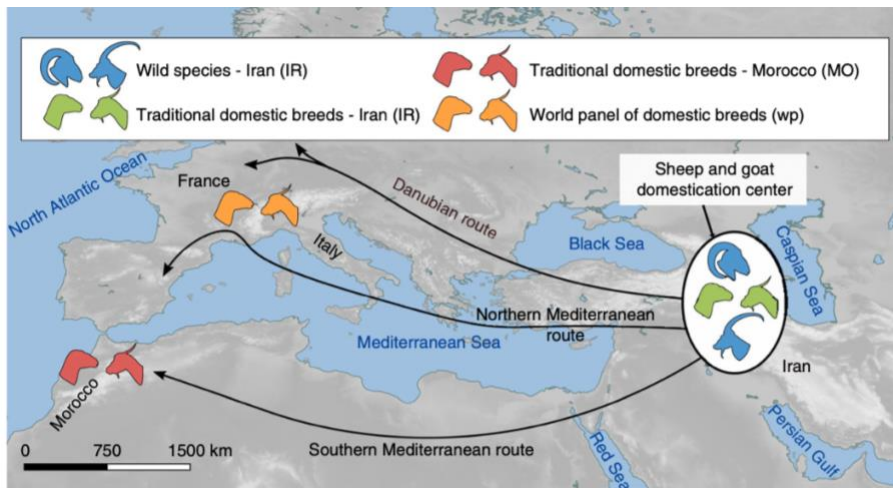 Wild species - Iran (IR)
Traditional domestic breeds - Morocco (MO)
Traditional domestic breeds - Iran (IR)
World panel of domestic breeds (wp)
North Atlantic Ocean
France
Danubian route
Sheep and goat
domestication center
Italy
Black Sea
Caspian Sea
Northern Mediterranean
route
Mediterranean Sea
Iran
Morocco
Southern Mediterranean route
Red Sea
Persian Gulf
0 750 1500 km